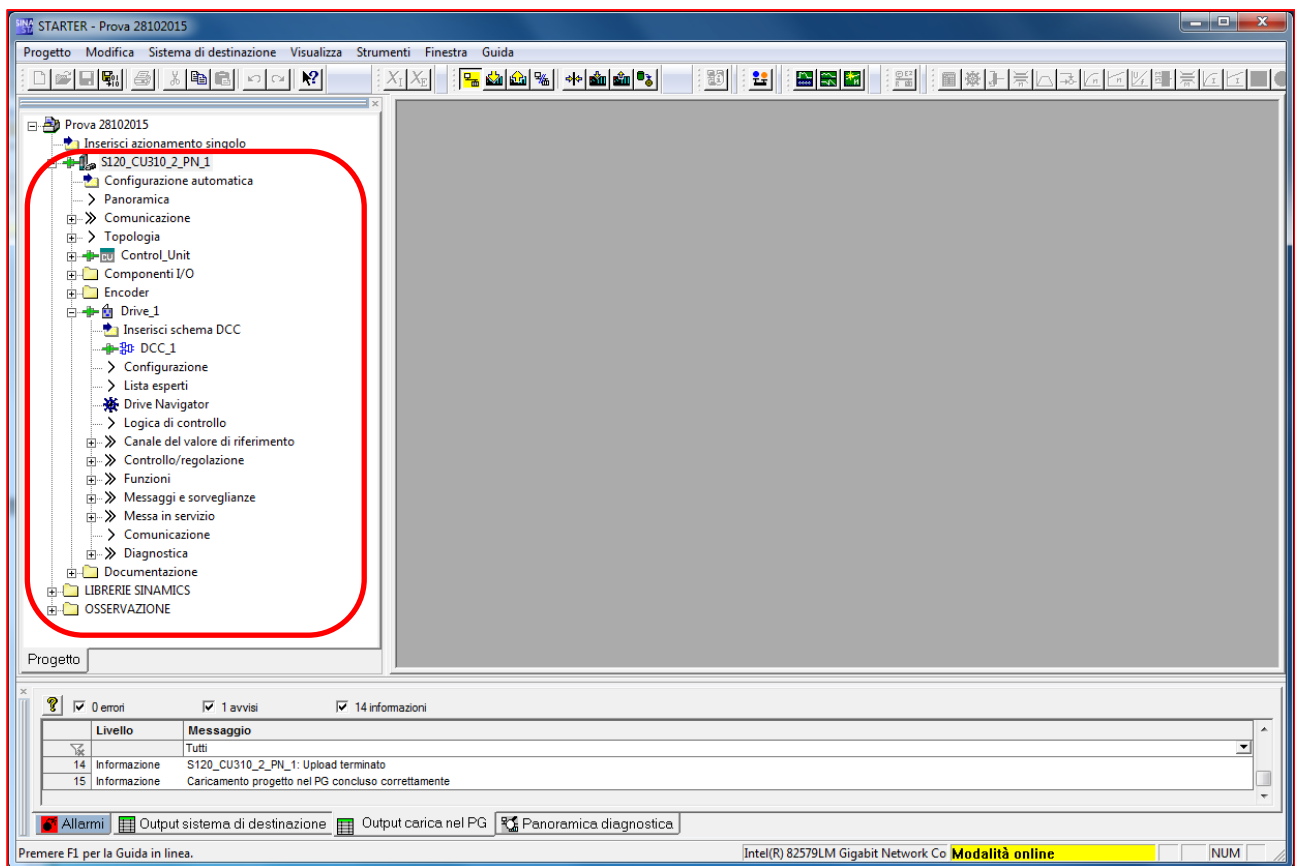 STARTER - Prova 28102015
Progetto Modifica Sistema di destinazione Visualizza Strumenti Finestra Guida
Prova 28102015
Inserisci azionamento singolo
S120_CU310_2_PN_1
Configurazione automatica
Panoramica
Comunicazione
Topologia
Control_Unit
Componenti I/O
Encoder
Drive_1
Inserisci schema DCC
DCC_1
Configurazione
Lista esperti
Drive Navigator
Logica di controllo
Canale del valore di riferimento
Controllo/regolazione
Funzioni
Messaggi e sorveglianze
Messa in servizio
Comunicazione
Diagnostica
Documentazione
LIBRERIE SINAMICS
OSSERVAZIONE
Progetto
0 errori 1 avvisi 14 informazioni
Livello Messaggio
Tutti
14 Informazione S120_CU310_2_PN_1: Upload terminato
15 Informazione Caricamento progetto nel PG concluso correttamente
Allarmi Output sistema di destinazione Output carica nel PG Panoramica diagnostica
Premere F1 per la Guida in linea. Intel(R) 82579LM Gigabit Network Co Modalità online NUM